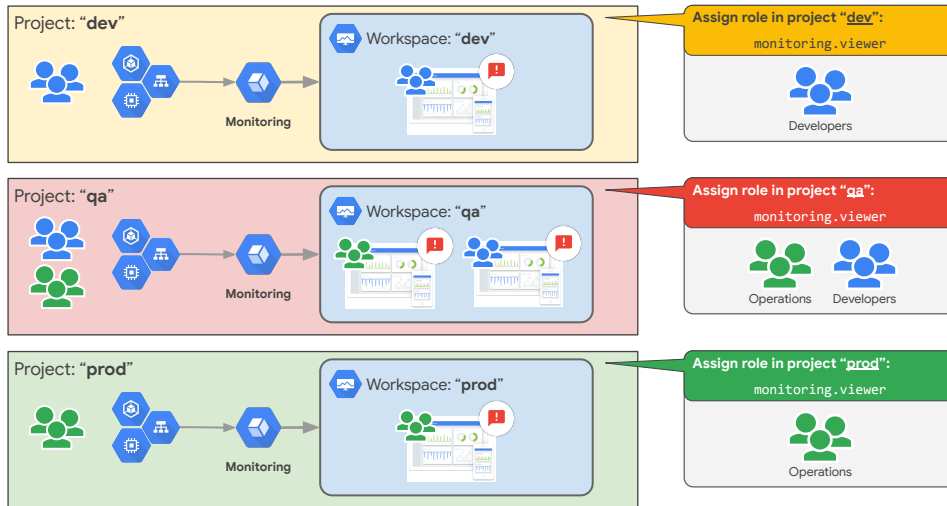 Project: “dev”
Monitoring
Workspace: “dev”
Assign role in project “dev”:
monitoring.viewer
Developers
Project: “qa”
Monitoring
Workspace: “qa”
Assign role in project “qa”:
monitoring.viewer
Operations
Developers
Project: “prod”
Monitoring
Workspace: “prod”
Assign role in project “prod”:
monitoring.viewer
Operations